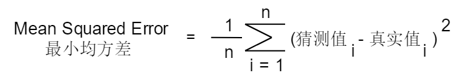 Mean Squared Error
最小均方差
= 1/n n∑i = 1 (猜测值i - 真实值i)²